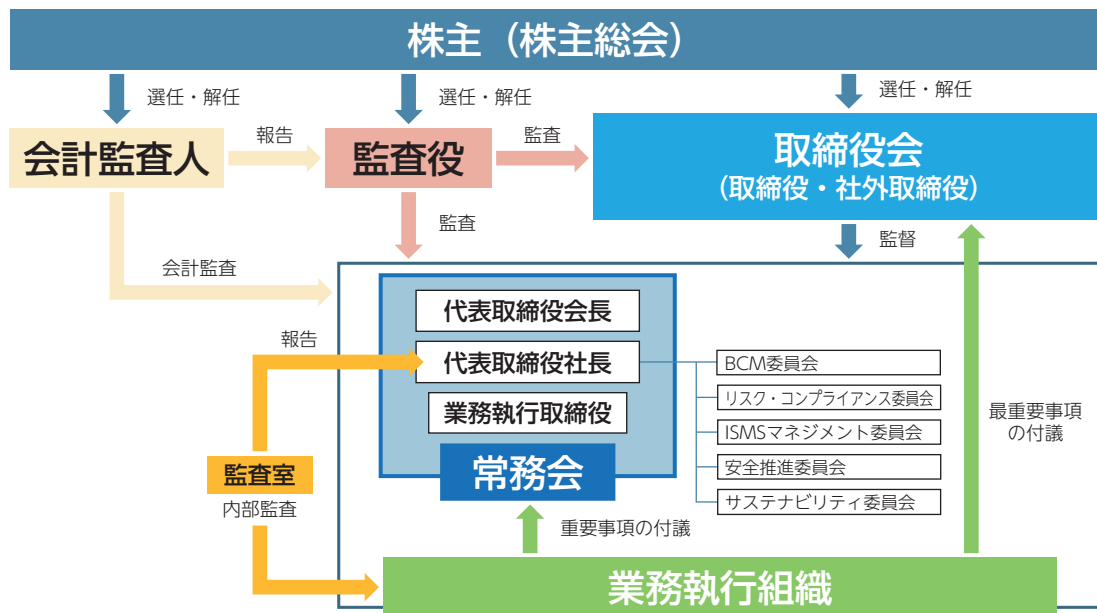 株主（株主総会）
選任・解任
選任・解任
選任・解任
会計監査人
報告
監査役
監査
取締役会
（取締役・社外取締役）
監査
監督
会計監査
代表取締役会長
報告
代表取締役社長
BCM委員会
業務執行取締役
リスク・コンプライアンス委員会
最重要事項
の付議
ISMSマネジメント委員会
監査室
常務会
安全推進委員会
内部監査
サステナビリティ委員会
重要事項の付議
業務執行組織